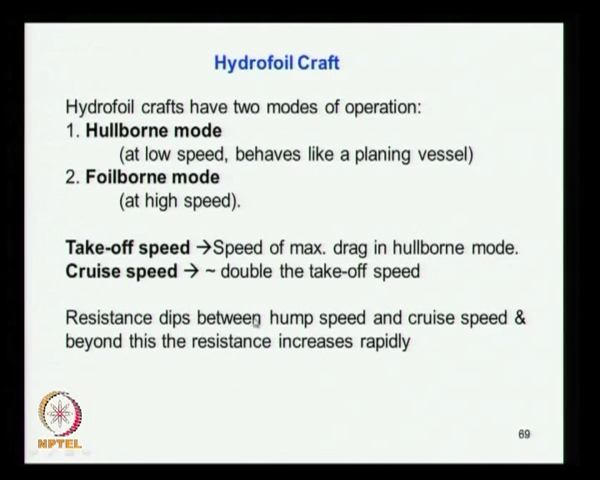 Hydrofoil Craft
Hydrofoil crafts have two modes of operation:
1. Hullborne mode
(at low speed, behaves like a planing vessel)
2. Foilborne mode
(at high speed).
Take-off speed →Speed of max. drag in hullborne mode.
Cruise speed → ~ double the take-off speed
Resistance dips between hump speed and cruise speed &
beyond this the resistance increases rapidly
NPTEL
69